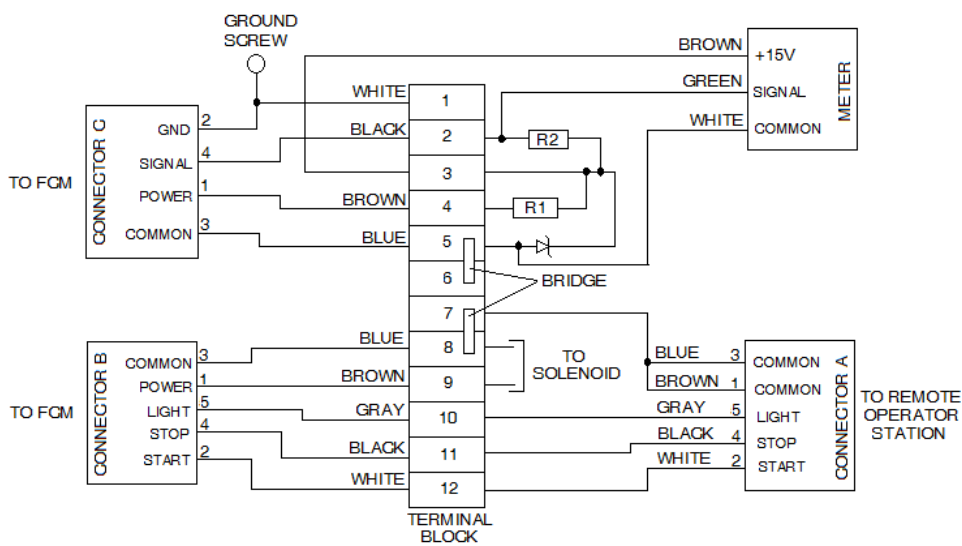 GROUND
SCREW
BROWN
+15V
GREEN
SIGNAL
WHITE
COMMON
METER
CONNECTOR C
TO FCM
GND
2
SIGNAL
4
POWER
1
COMMON
3
WHITE
BLACK
BROWN
BLUE
1
2
3
4
5
6
7
8
9
10
11
12
R2
R1
BRIDGE
TO
SOLENOID
CONNECTOR B
TO FCM
COMMON
3
POWER
1
LIGHT
5
STOP
4
START
2
BLUE
BROWN
GRAY
BLACK
WHITE
TERMINAL
BLOCK
BLUE
3
COMMON
BROWN
1
COMMON
GRAY
5
LIGHT
BLACK
4
STOP
WHITE
2
START
CONNECTOR A
TO REMOTE
OPERATOR
STATION